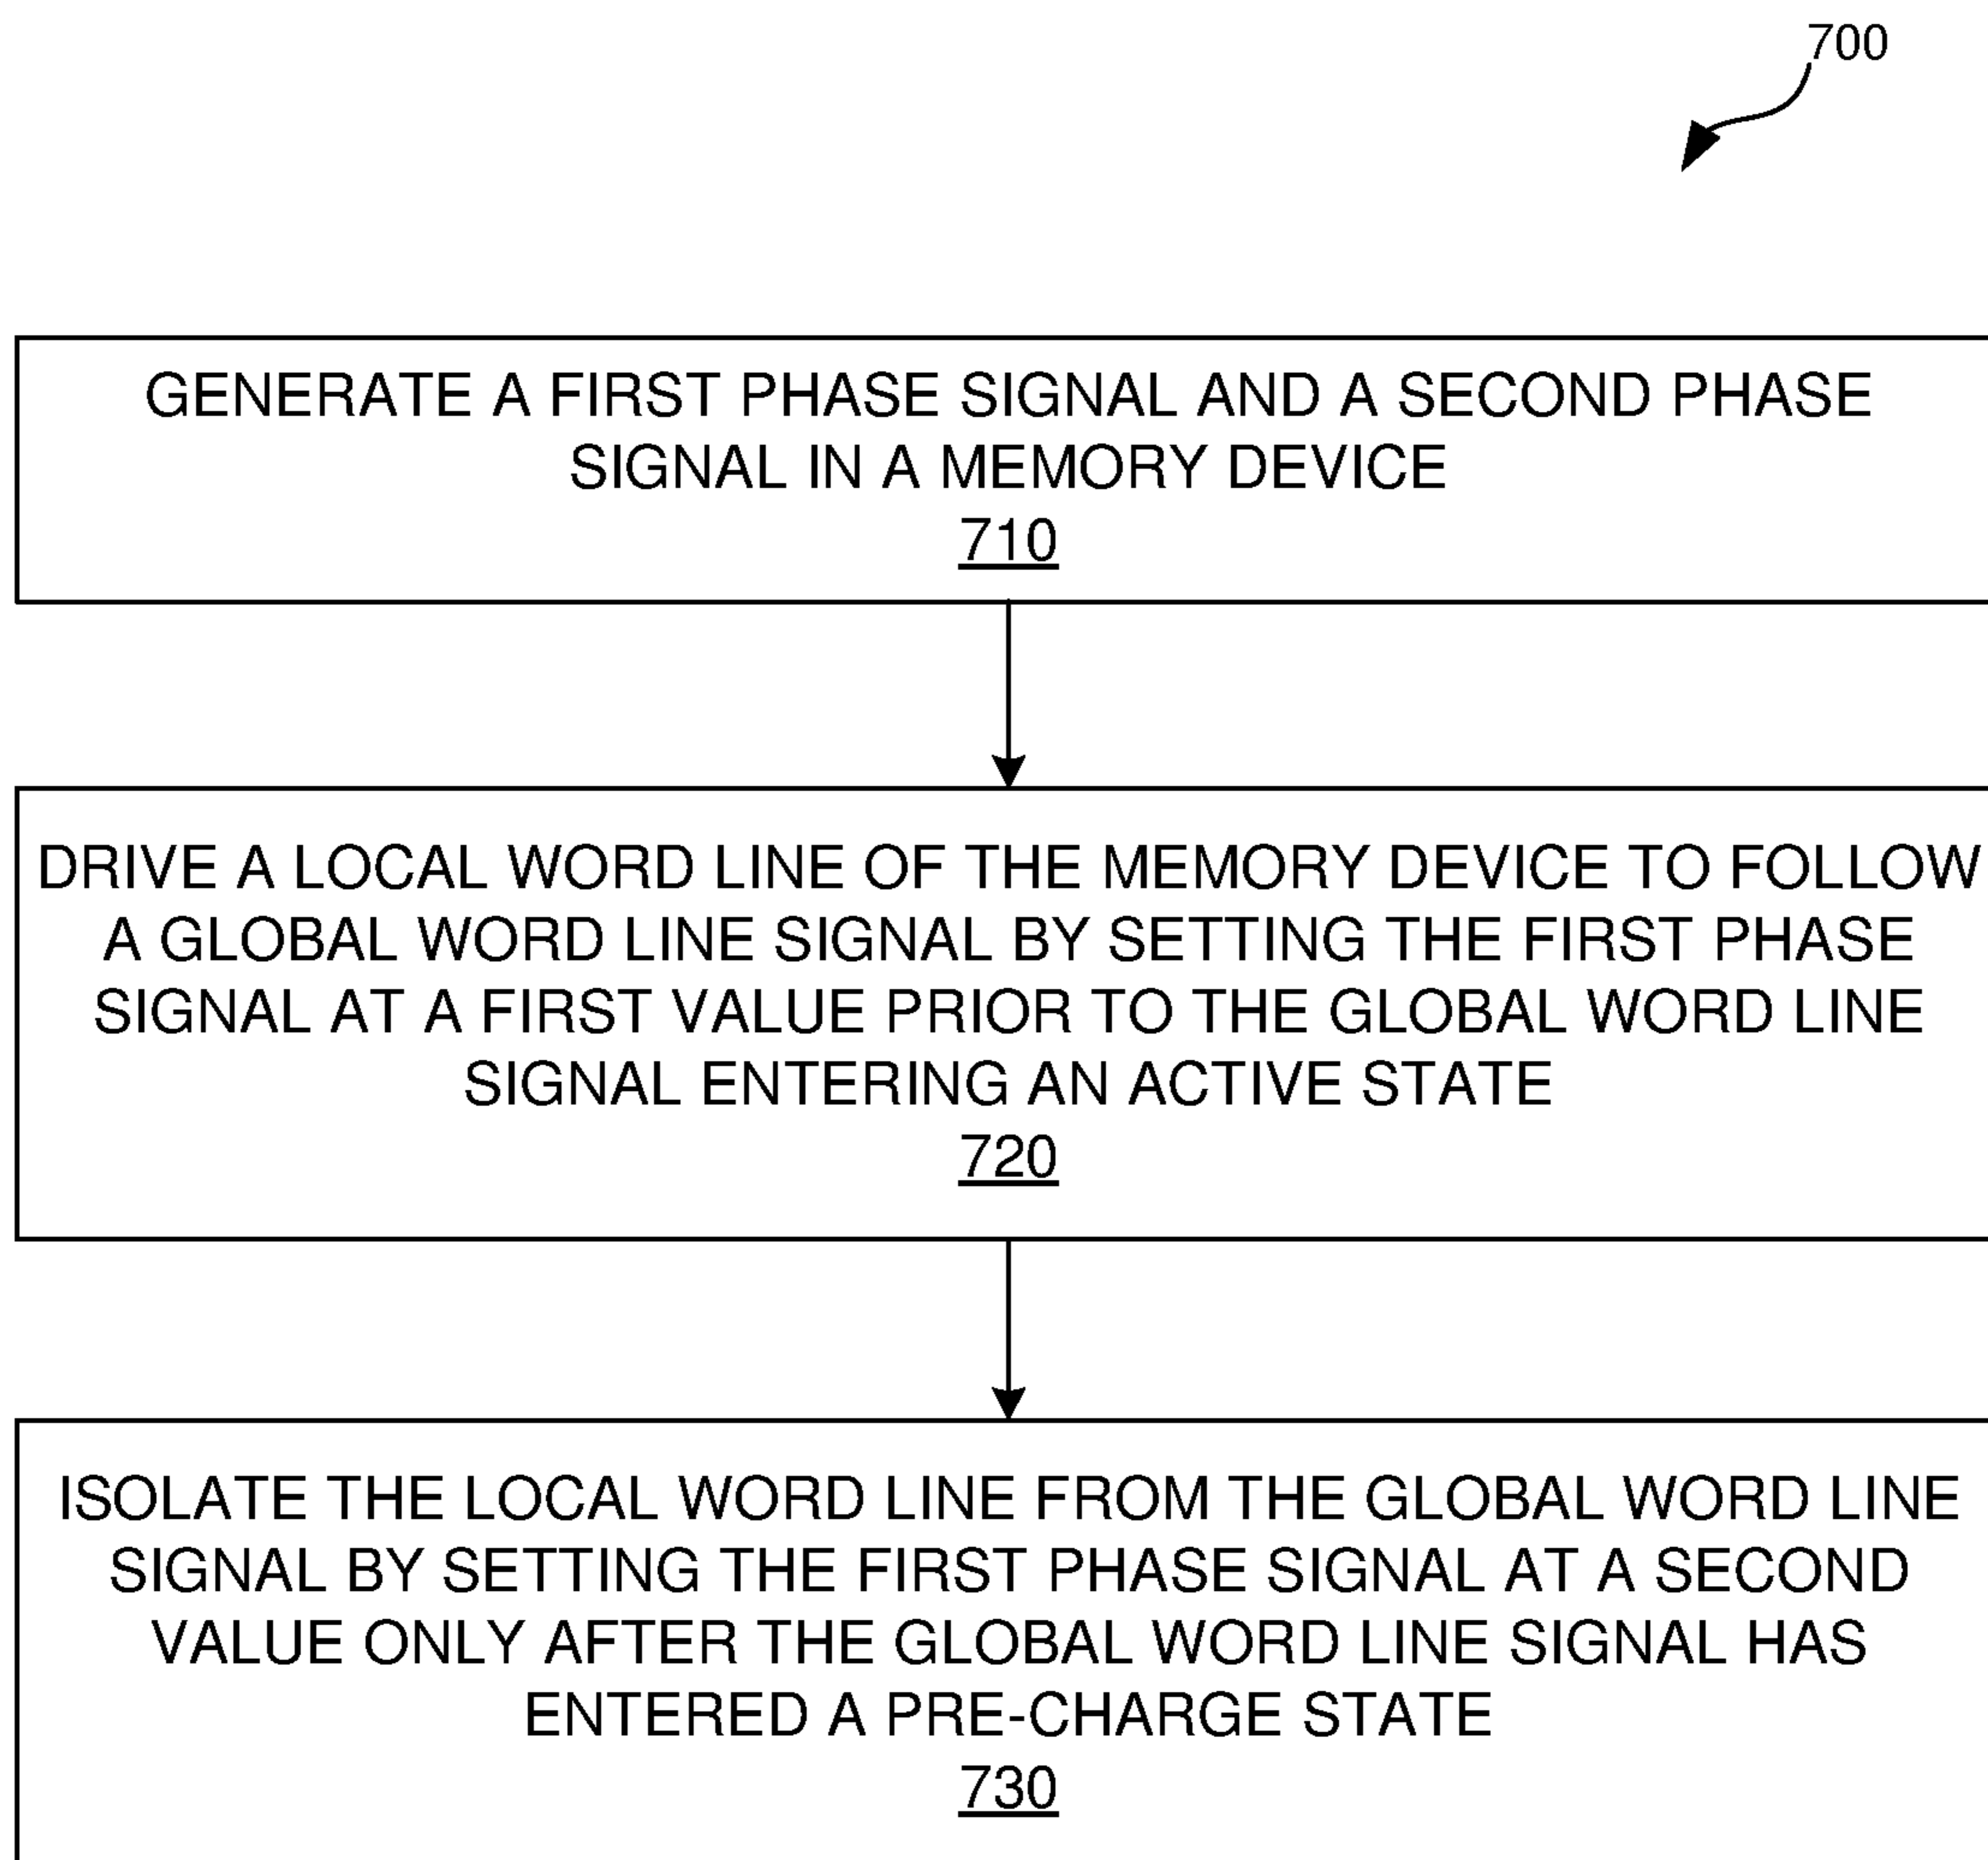 700
GENERATE A FIRST PHASE SIGNAL AND A SECOND PHASE
SIGNAL IN A MEMORY DEVICE
710
DRIVE A LOCAL WORD LINE OF THE MEMORY DEVICE TO FOLLOW
A GLOBAL WORD LINE SIGNAL BY SETTING THE FIRST PHASE
SIGNAL AT A FIRST VALUE PRIOR TO THE GLOBAL WORD LINE
SIGNAL ENTERING AN ACTIVE STATE
720
ISOLATE THE LOCAL WORD LINE FROM THE GLOBAL WORD LINE
SIGNAL BY SETTING THE FIRST PHASE SIGNAL AT A SECOND
VALUE ONLY AFTER THE GLOBAL WORD LINE SIGNAL HAS
ENTERED A PRE-CHARGE STATE
730